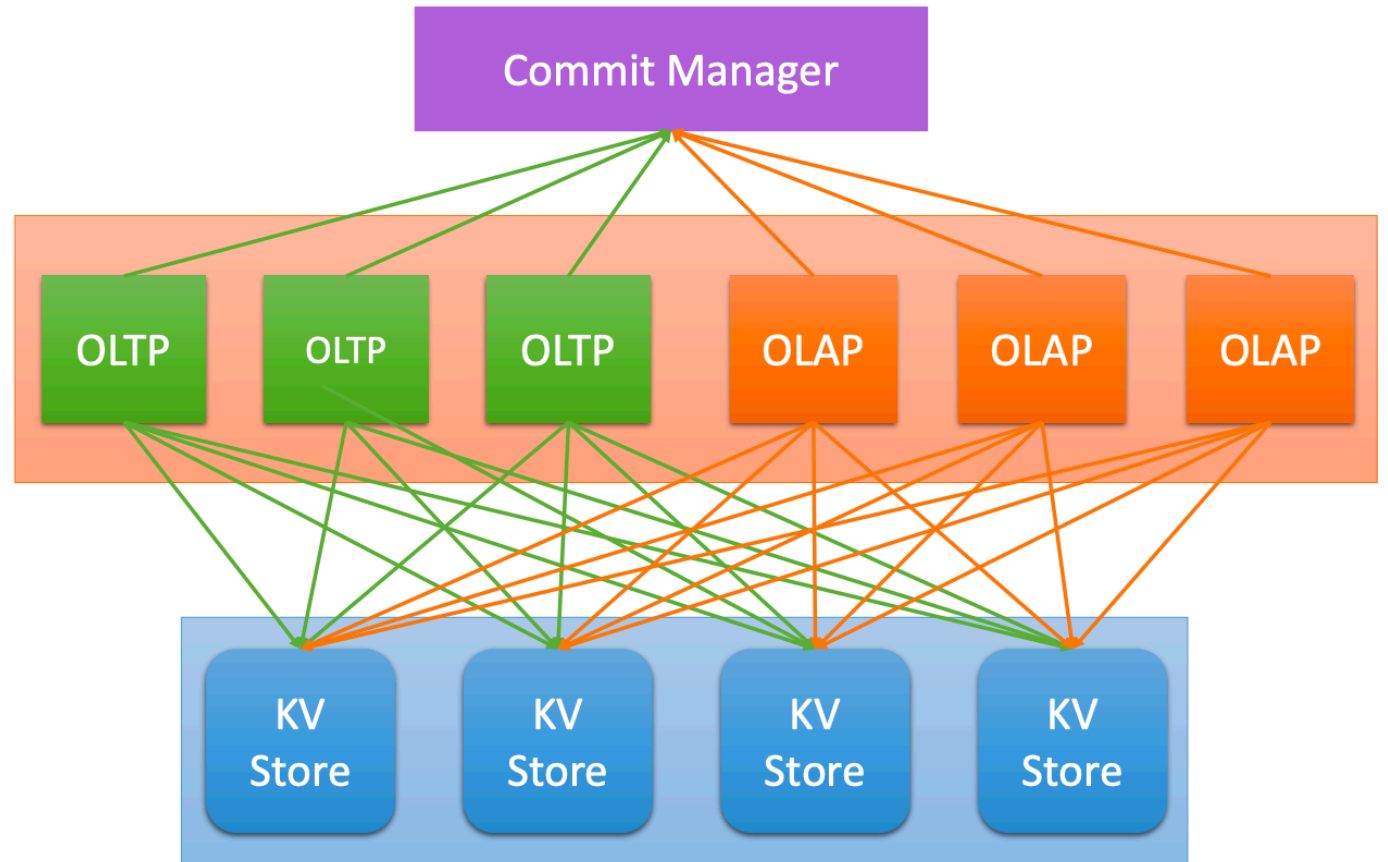 Commit Manager
OLTP
OLTP
OLTP
OLAP
OLAP
OLAP
KV
Store
KV
Store
KV
Store
KV
Store